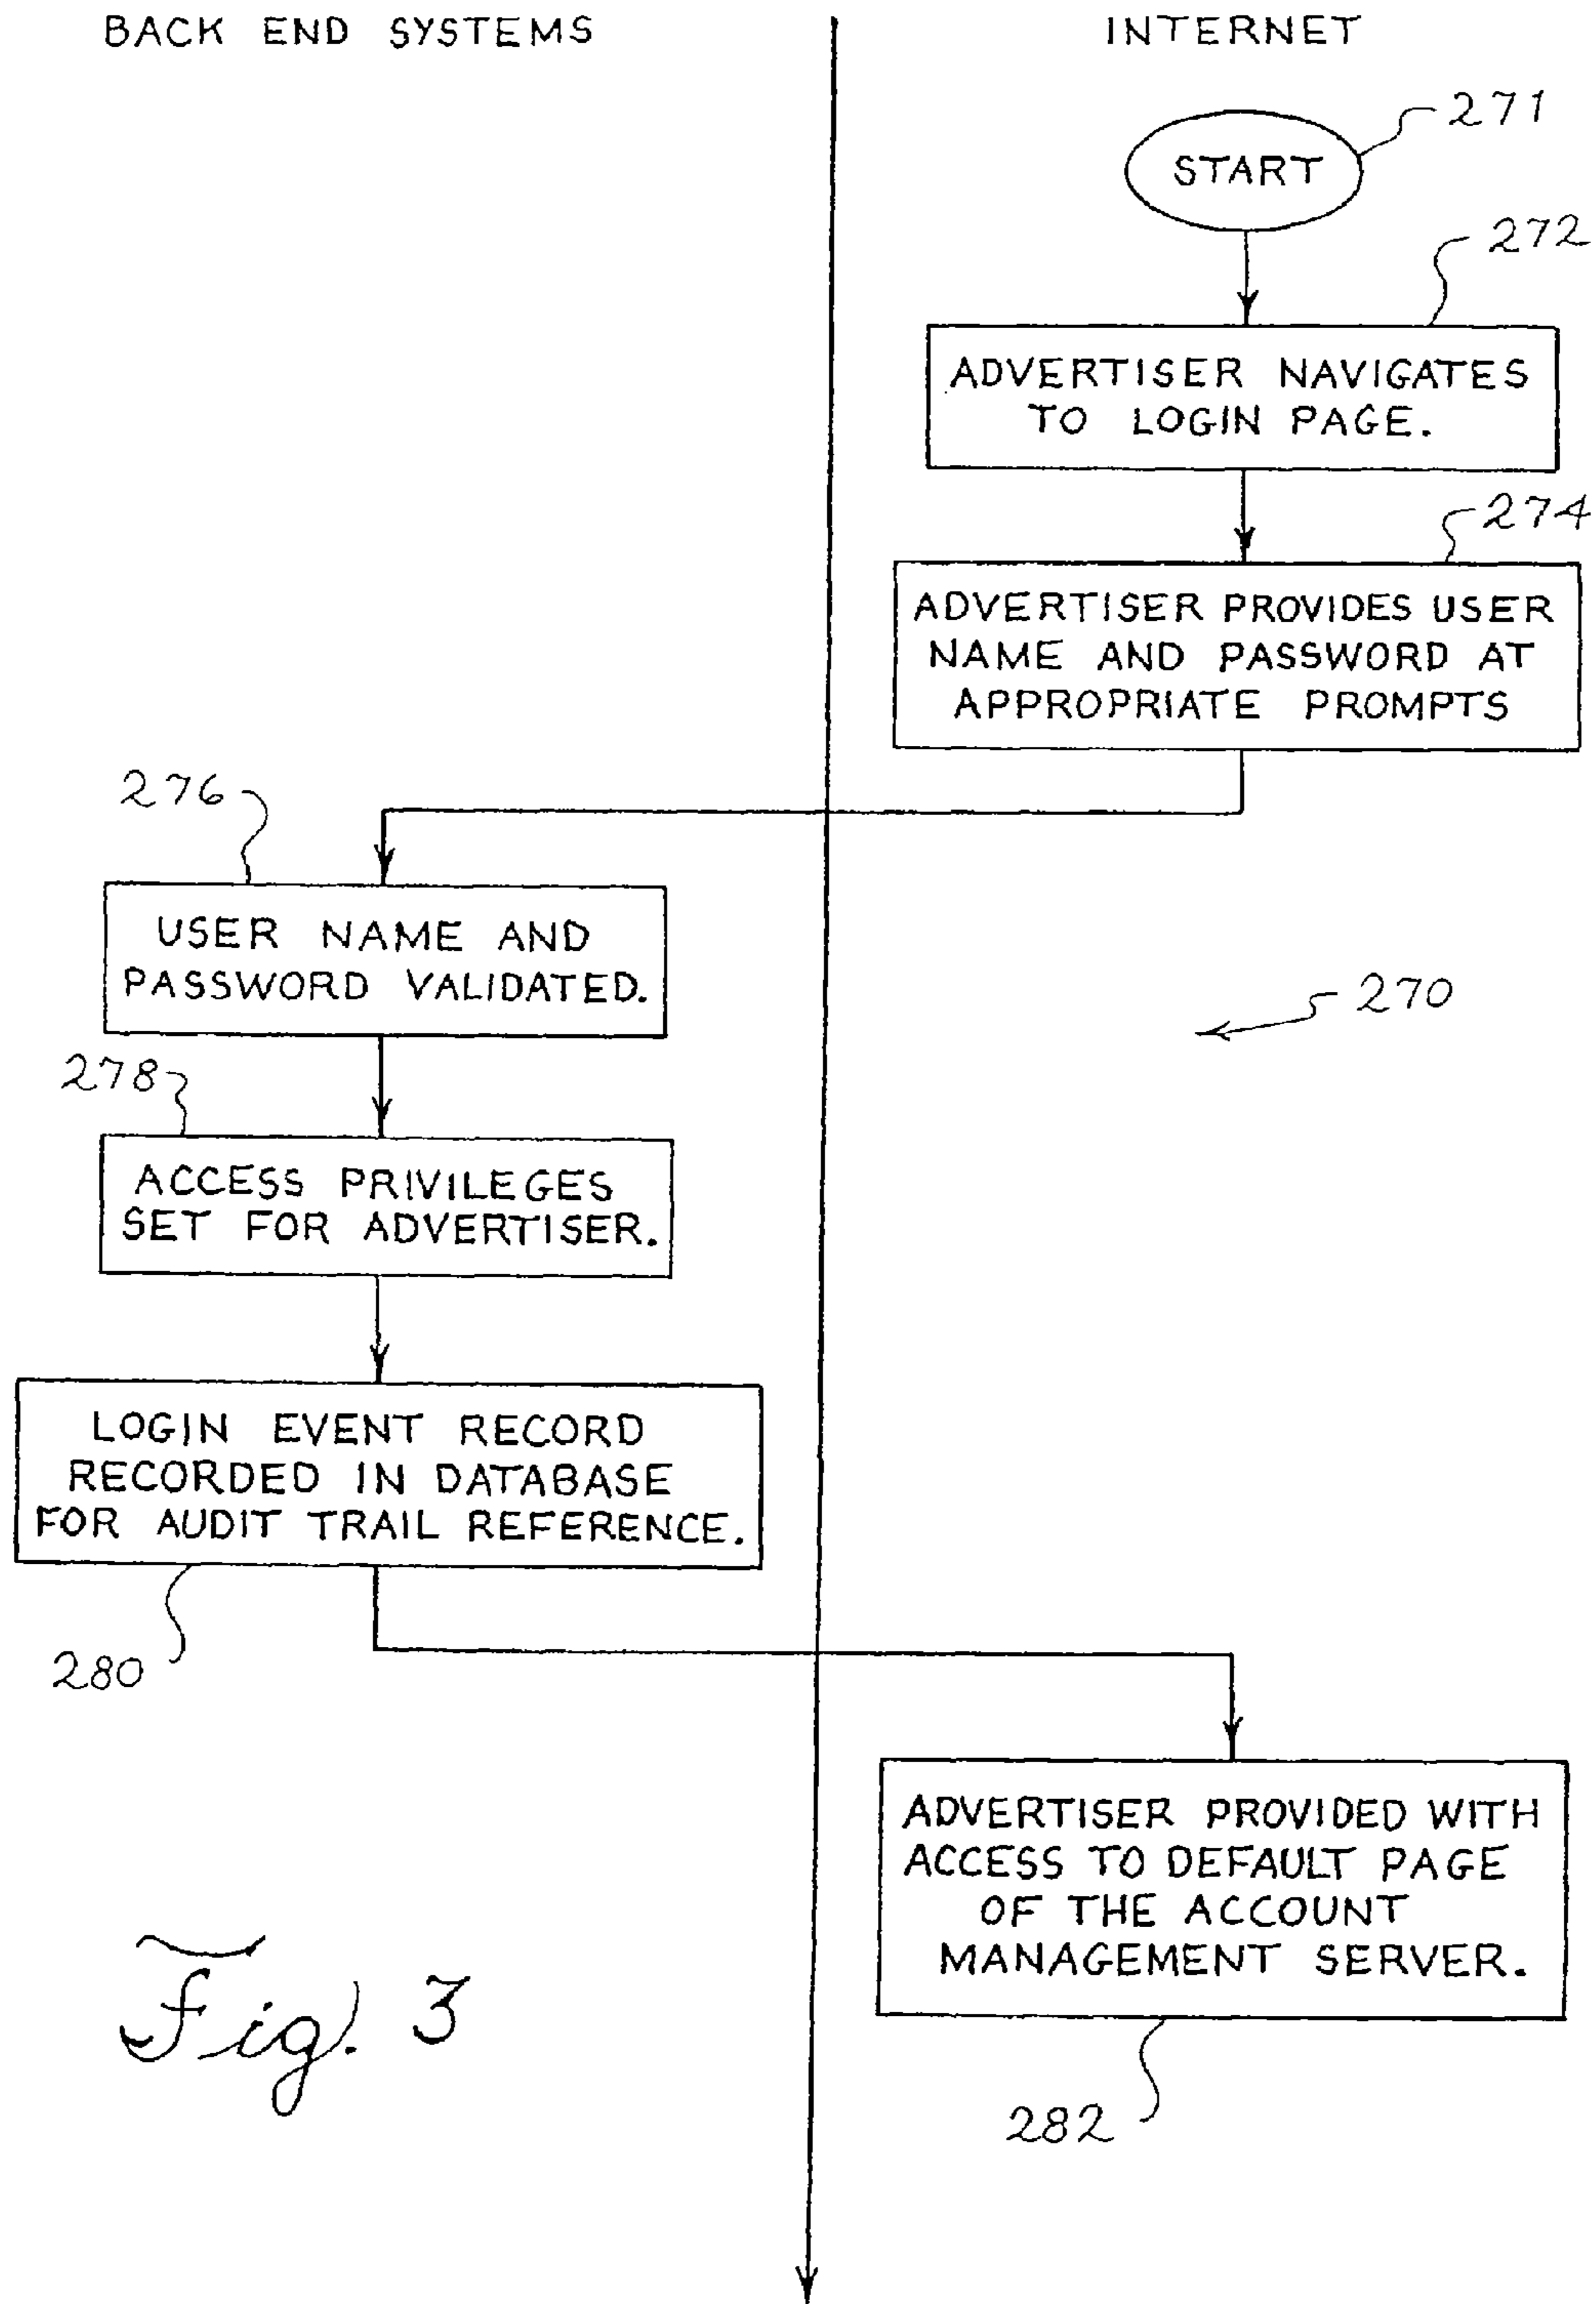 BACK END SYSTEMS
INTERNET
271
START
272
ADVERTISER NAVIGATES
TO LOGIN PAGE.
274
ADVERTISER PROVIDES USER
NAME AND PASSWORD AT
APPROPRIATE PROMPTS
276
USER NAME AND
PASSWORD VALIDATED.
270
278
ACCESS PRIVILEGES
SET FOR ADVERTISER.
LOGIN EVENT RECORD
RECORDED IN DATABASE
FOR AUDIT TRAIL REFERENCE.
280
ADVERTISER PROVIDED WITH
ACCESS TO DEFAULT PAGE
OF THE ACCOUNT
MANAGEMENT SERVER.
282
Fig. 3